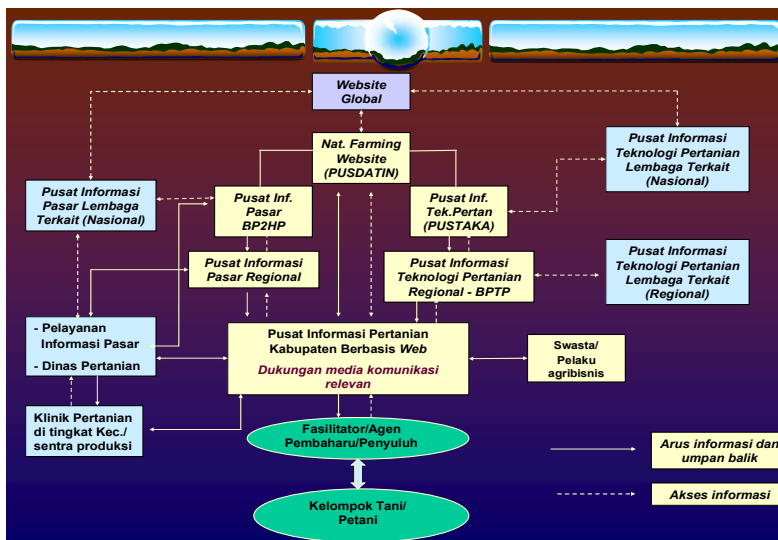 Website
Global
Nat. Farming
Website
(PUSDATIN)
Pusat Informasi
Teknologi Pertanian
Lembaga Terkait
(Nasional)
Pusat Informasi
Pasar Lembaga
Terkait (Nasional)
Pusat Inf.
Pasar
BP2HP
Pusat Inf.
Tek.Pertan
(PUSTAKA)
Pusat Informasi
Pasar Regional
Pusat Informasi
Teknologi Pertanian
Regional - BPTP
Pusat Informasi
Teknologi Pertanian
Lembaga Terkait
(Regional)
- Pelayanan
Informasi Pasar
- Dinas Pertanian
Pusat Informasi Pertanian
Kabupaten Berbasis Web
Dukungan media komunikasi
relevan
Swasta/
Pelaku
agribisnis
Klinik Pertanian
di tingkat Kec./
sentra produksi
Fasilitator/Agen
Pembaharu/Penyuluh
Arus informasi dan
umpan balik
Akses informasi
Kelompok Tani/
Petani